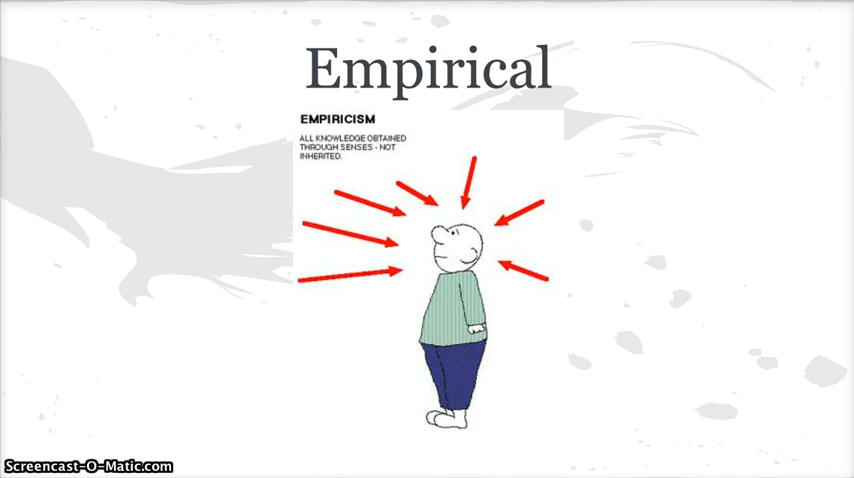 Empirical
EMPIRICISM
ALL KNOWLEDGE OBTAINED
THROUGH SENSES - NOT
INHERITED.
Screencast-O-Matic.com